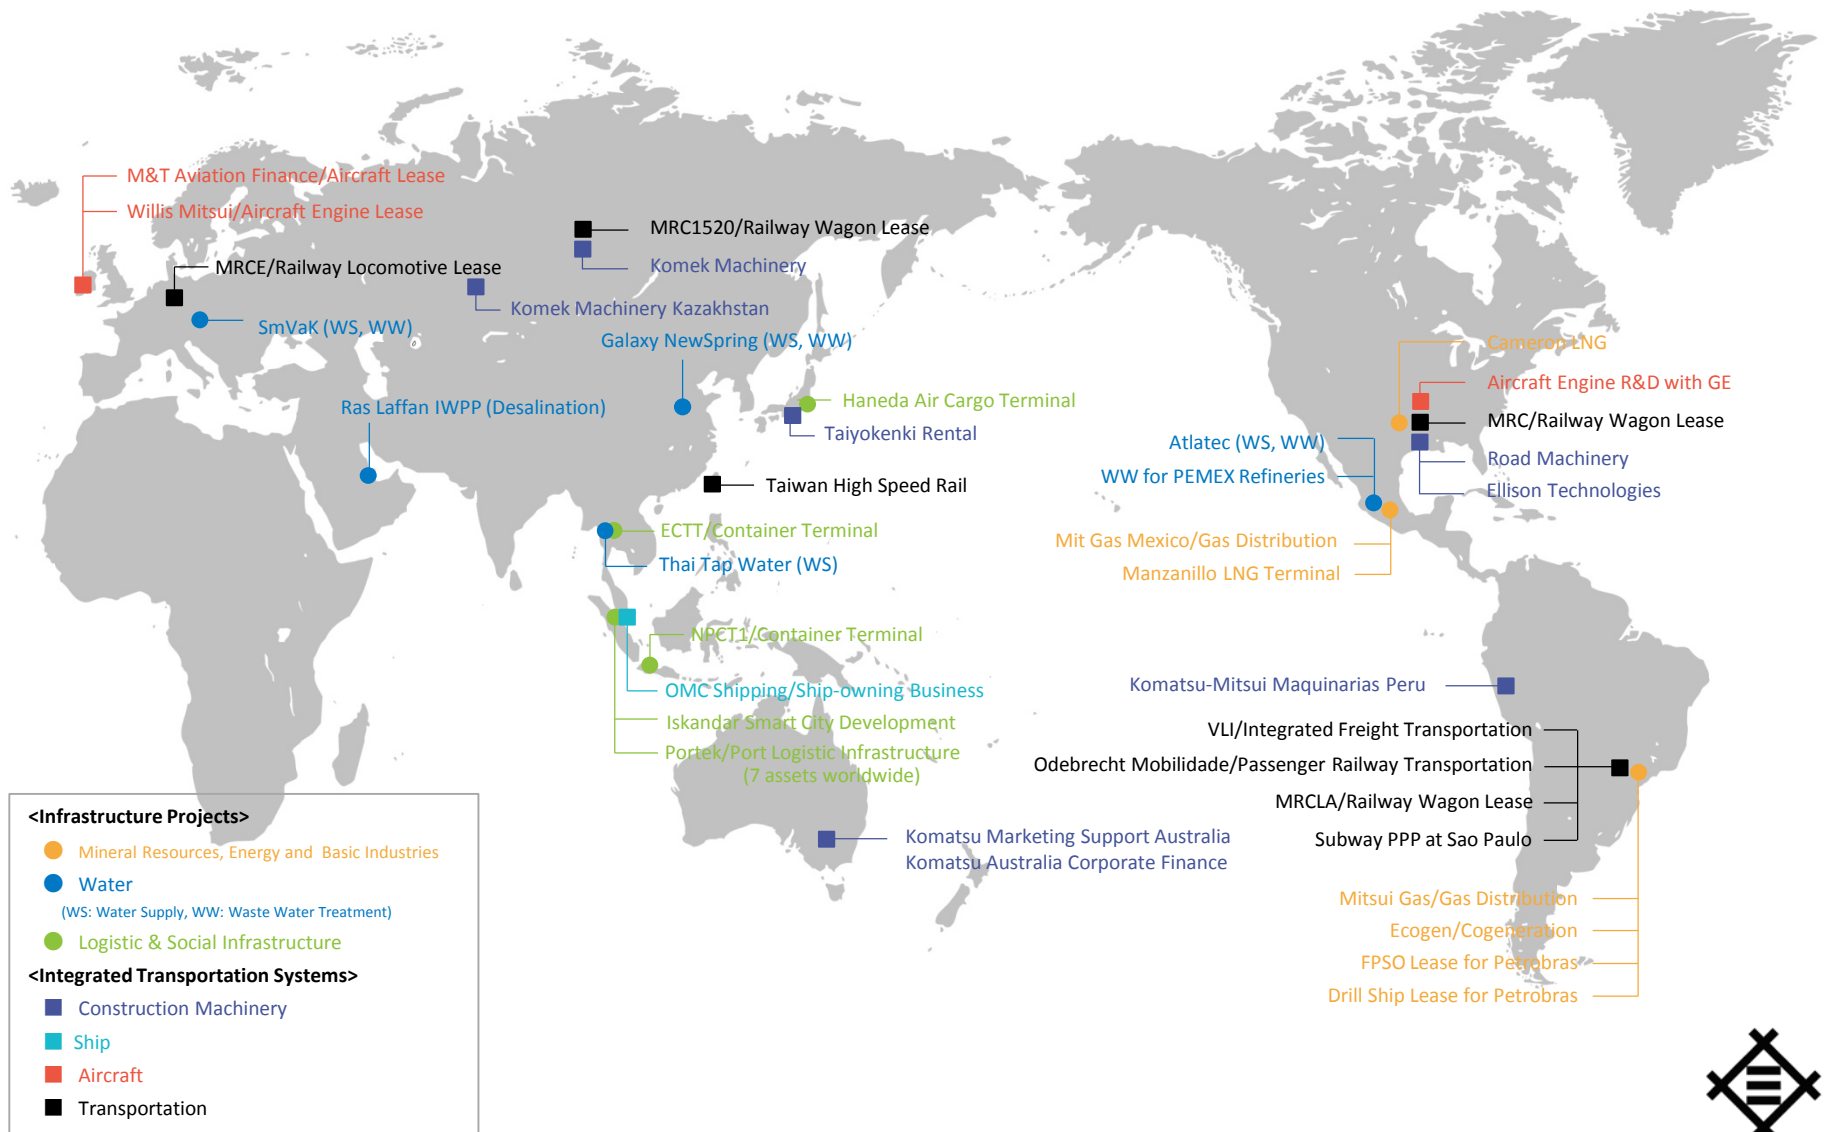 M&T Aviation Finance/Aircraft Lease
Willis Mitsui/Aircraft Engine Lease
MRCE/Railway Locomotive Lease
SmVaK (WS, WW)
MRC1520/Railway Wagon Lease
Komek Machinery
Komek Machinery Kazakhstan
Galaxy NewSpring (WS, WW)
Ras Laffan IWPP (Desalination)
Haneda Air Cargo Terminal
Taiyokenki Rental
Taiwan High Speed Rail
ECTT/Container Terminal
Thai Tap Water (WS)
NPCT1/Container Terminal
OMC Shipping/Ship-owning Business
Iskandar Smart City Development
Portek/Port Logistic Infrastructure
(7 assets worldwide)
Komatsu Marketing Support Australia
Komatsu Australia Corporate Finance
Cameron LNG
Aircraft Engine R&D with GE
MRC/Railway Wagon Lease
Road Machinery
Ellison Technologies
Atlatec (WS, WW)
WW for PEMEX Refineries
Mit Gas Mexico/Gas Distribution
Manzanillo LNG Terminal
Komatsu-Mitsui Maquinarias Peru
VLI/Integrated Freight Transportation
Odebrecht Mobilidade/Passenger Railway Transportation
MRCLA/Railway Wagon Lease
Subway PPP at Sao Paulo
Mitsui Gas/Gas Distribution
Ecogen/Cogeneration
FPSO Lease for Petrobras
Drill Ship Lease for Petrobras
<Infrastructure Projects>
Mineral Resources, Energy and Basic Industries
Water
(WS: Water Supply, WW: Waste Water Treatment)
Logistic & Social Infrastructure
<Integrated Transportation Systems>
Construction Machinery
Ship
Aircraft
Transportation